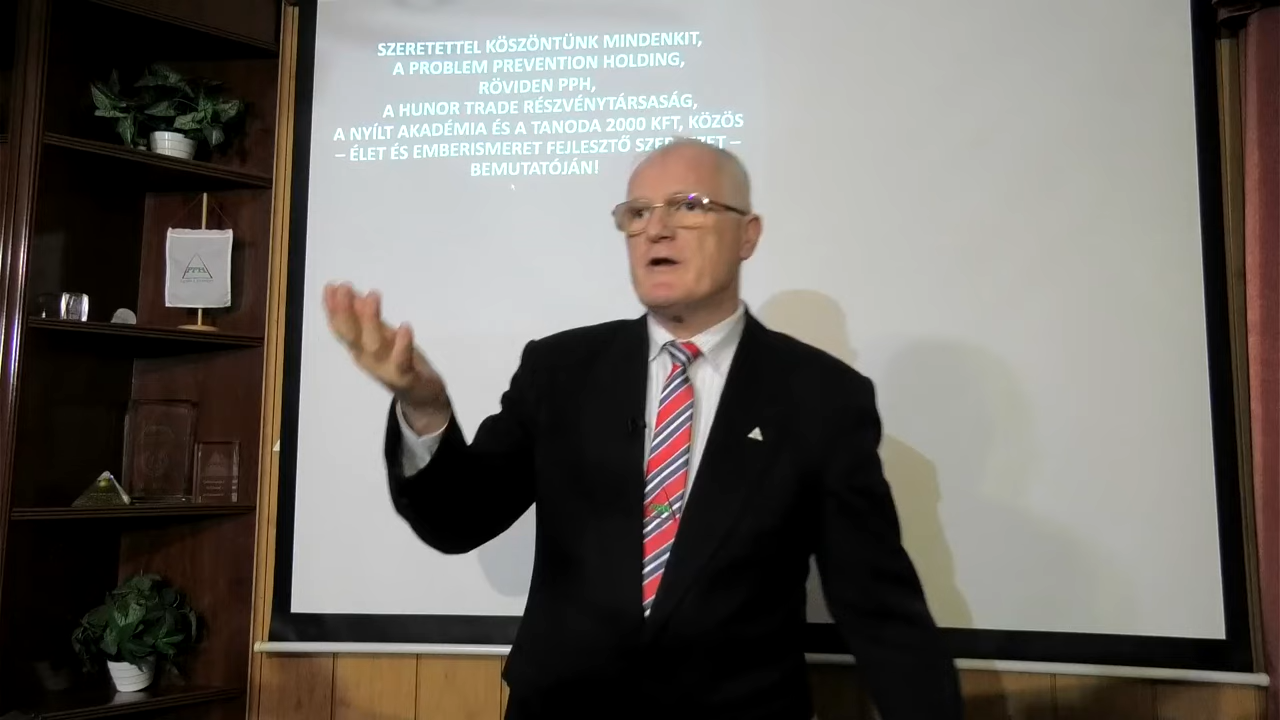 SZERETETTEL KÖSZÖNTÜNK MINDENKIT,
A PROBLEM PREVENTION HOLDING,
RÖVIDEN PPH,
A HUNOR TRADE RÉSZVÉNYTÁRSASÁG,
A NYÍLT AKADÉMIA ÉS A TANODA 2000 KFT, KÖZÖS
– ÉLET ÉS EMBERISMERET FEJLESZTŐ –
BEMUTATÓJÁN!